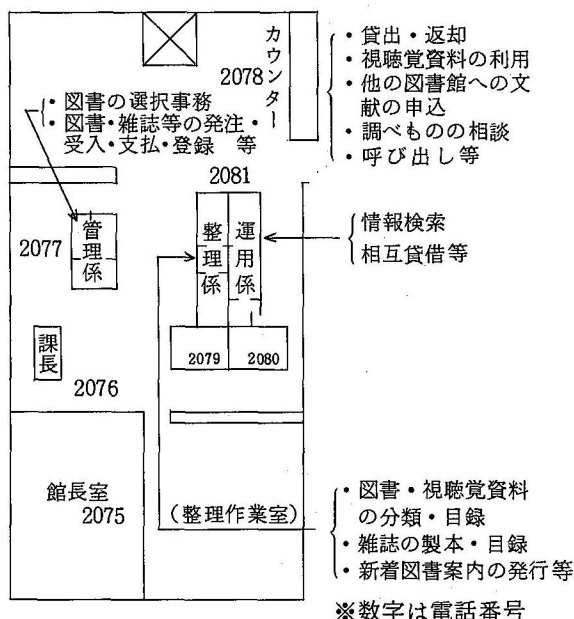 カウンター
2078
・貸出・返却
・視聴覚資料の利用
・他の図書館への文
献の申込
・調べものの相談
・呼び出し等
・図書の選択事務
・図書・雑誌等の発注・
受入・支払・登録 等
2081
2077
管理係
整理係
運用係
情報検索
相互貸借等
課長
2079
2080
2076
館長室
2075
(整理作業室)
・図書・視聴覚資料
の分類・目録
・雑誌の製本・目録
・新着図書案内の発行等
※数字は電話番号